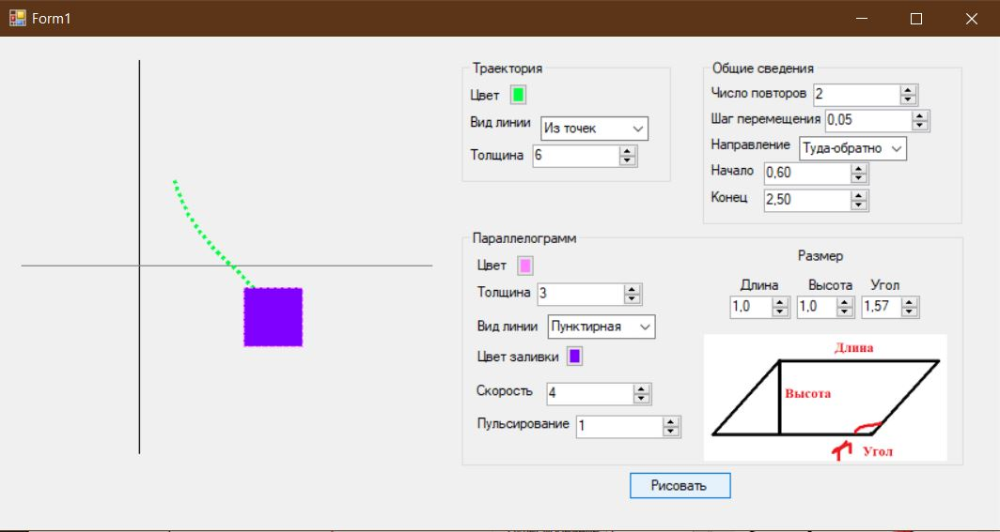 Form1
Траектория
Цвет
Вид линии Из точек
Толщина 6
Общие сведения
Число повторов 2
Шаг перемещения 0,05
Направление Туда-обратно
Начало 0,60
Конец 2,50
Параллелограмм
Цвет
Толщина 3
Вид линии Пунктирная
Цвет заливки
Скорость 4
Пульсирование 1
Размер
Длина Высота Угол
1,0 1,0 1,57
Длина
Высота
Угол
Рисовать